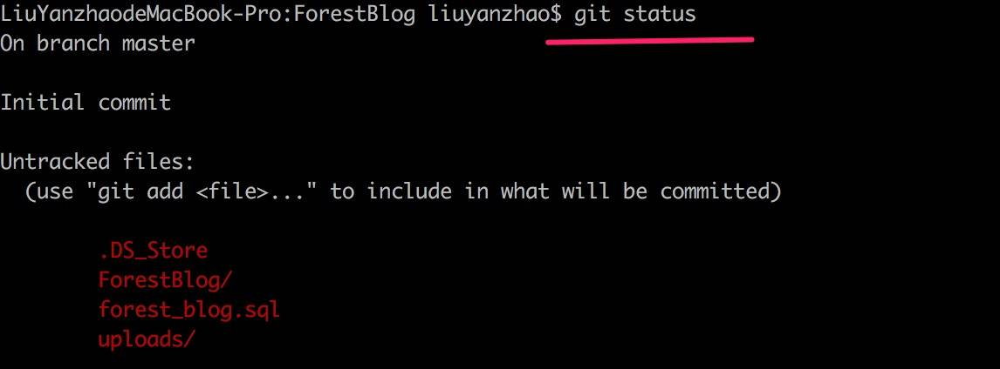 LiuYanzhaodeMacBook-Pro:ForestBlog liuyanzhao$ git status
On branch master
Initial commit
Untracked files:
(use "git add <file>..." to include in what will be committed)
.DS_Store
ForestBlog/
forest_blog.sql
uploads/